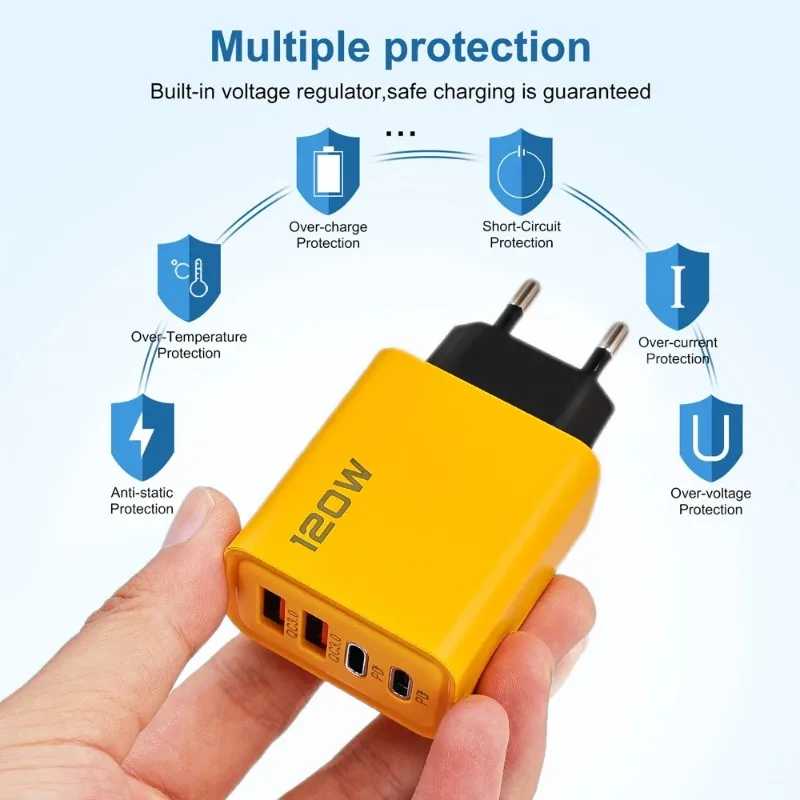 Multiple protection
Built-in voltage regulator,safe charging is guaranteed
...
Over-charge
Protection
Short-Circuit
Protection
Over-Temperature
Protection
I
Over-current
Protection
Anti-static
Protection
U
Over-voltage
Protection
120W
QC3.0
QC3.0
PD
PD